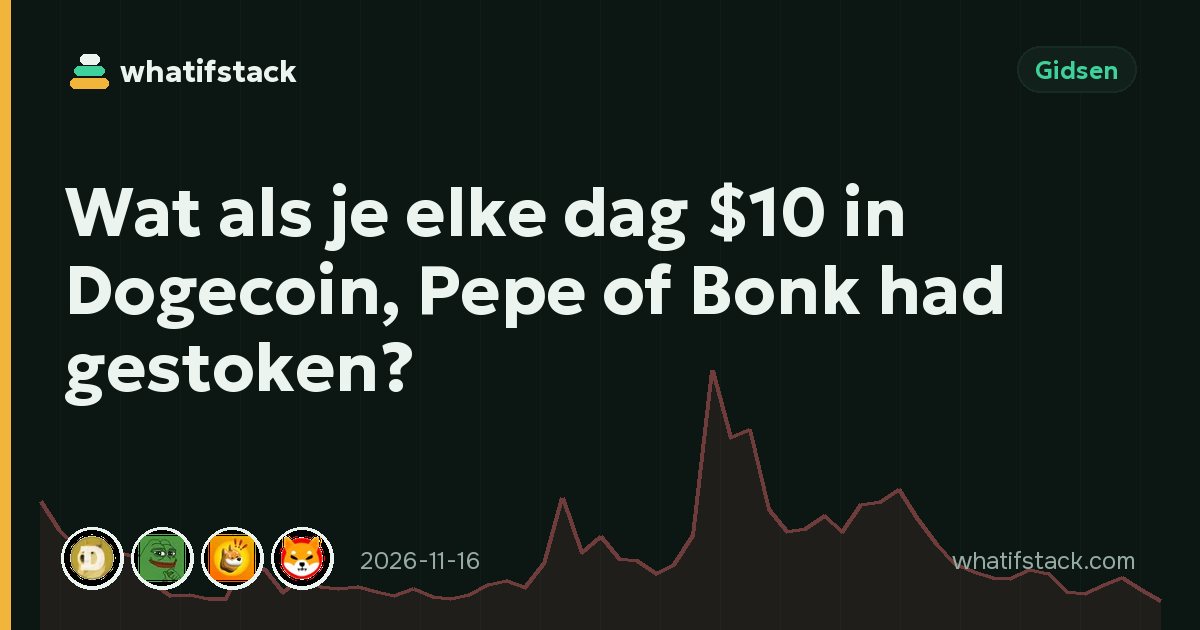 whatifstack
Gidsen
Wat als je elke dag $10 in
Dogecoin, Pepe of Bonk had
gestoken?
2026-11-16
whatifstack.com